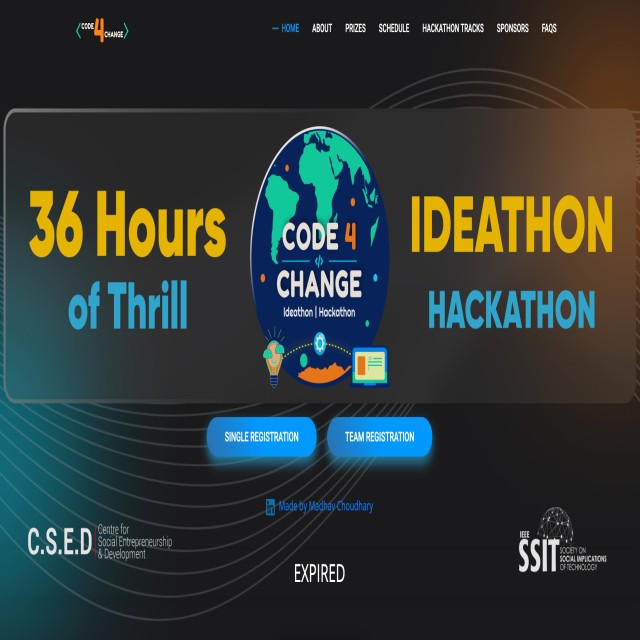 CODE 4 CHANGE
HOME ABOUT PRIZES SCHEDULE HACKATHON TRACKS SPONSORS FAQS
36 Hours
of Thrill
CODE 4
</>
CHANGE
Ideathon | Hackathon
IDEATHON
HACKATHON
SINGLE REGISTRATION
TEAM REGISTRATION
in Made by Madhav Choudhary
C.S.E.D
Centre for
Social Entrepreneurship
& Development
EXPIRED
IEEE
SSIT
SOCIETY ON
SOCIAL IMPLICATIONS
OF TECHNOLOGY